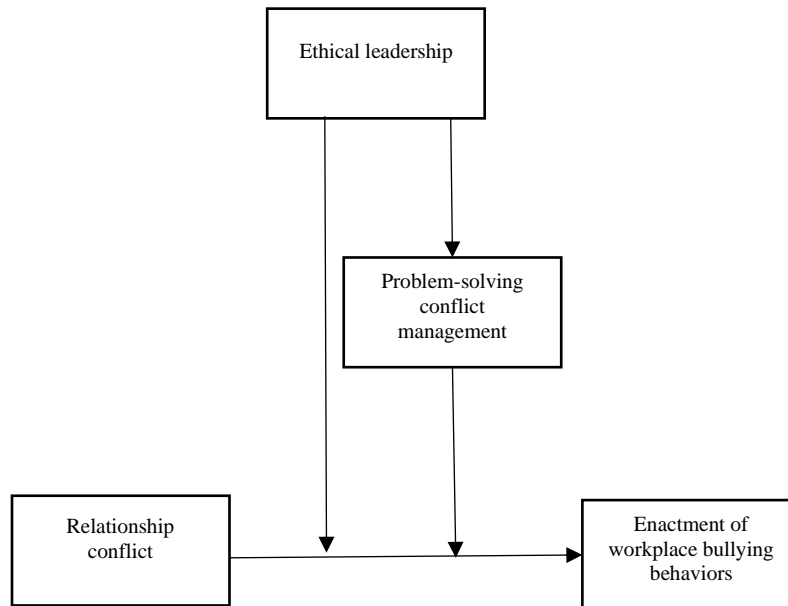 Ethical leadership
Problem-solving
conflict
management
Relationship
conflict
Enactment of
workplace bullying
behaviors